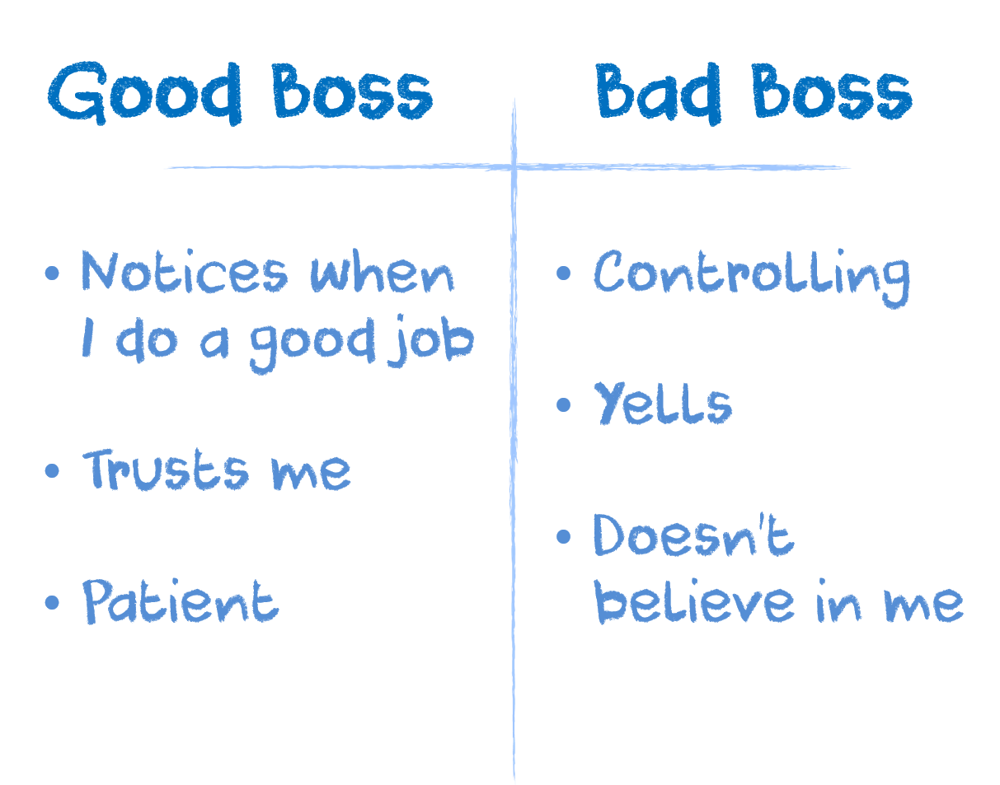 Good Boss
Bad Boss
• Notices when
I do a good job
• Trusts me
• Patient
• Controlling
• Yells
• Doesn't
believe in me